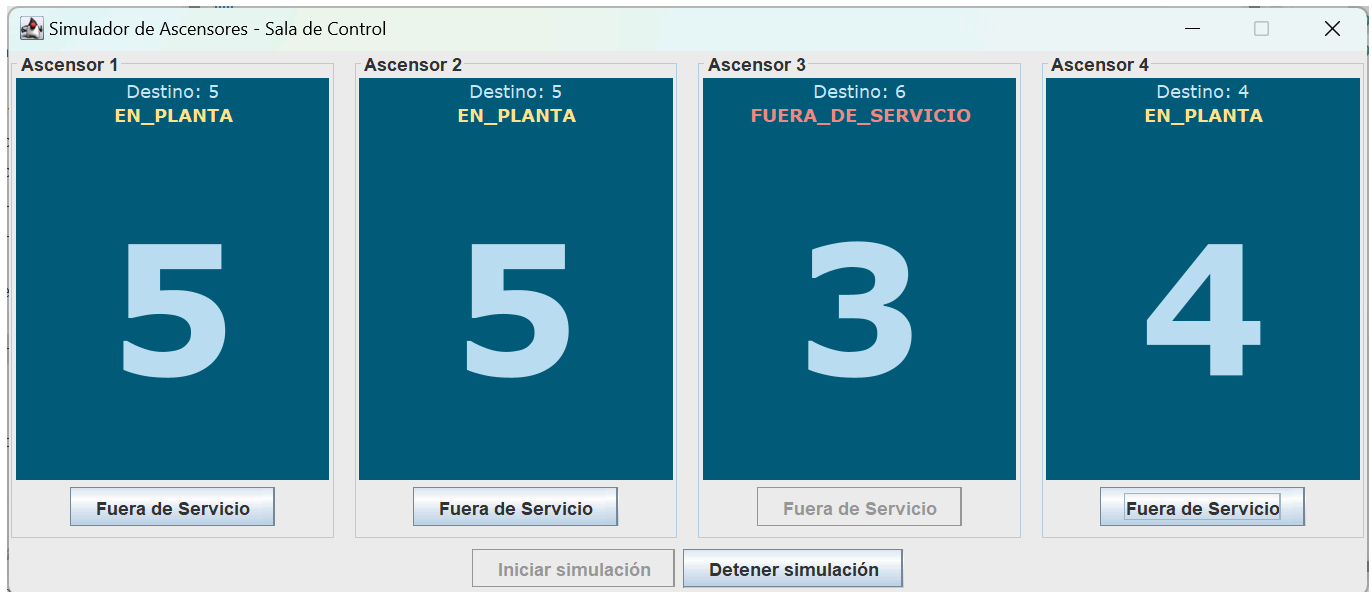 Simulador de Ascensores - Sala de Control
Ascensor 1
Destino: 5
EN_PLANTA
5
Fuera de Servicio
Ascensor 2
Destino: 5
EN_PLANTA
5
Fuera de Servicio
Ascensor 3
Destino: 6
FUERA_DE_SERVICIO
3
Fuera de Servicio
Ascensor 4
Destino: 4
EN_PLANTA
4
Fuera de Servicio
Iniciar simulación
Detener simulación